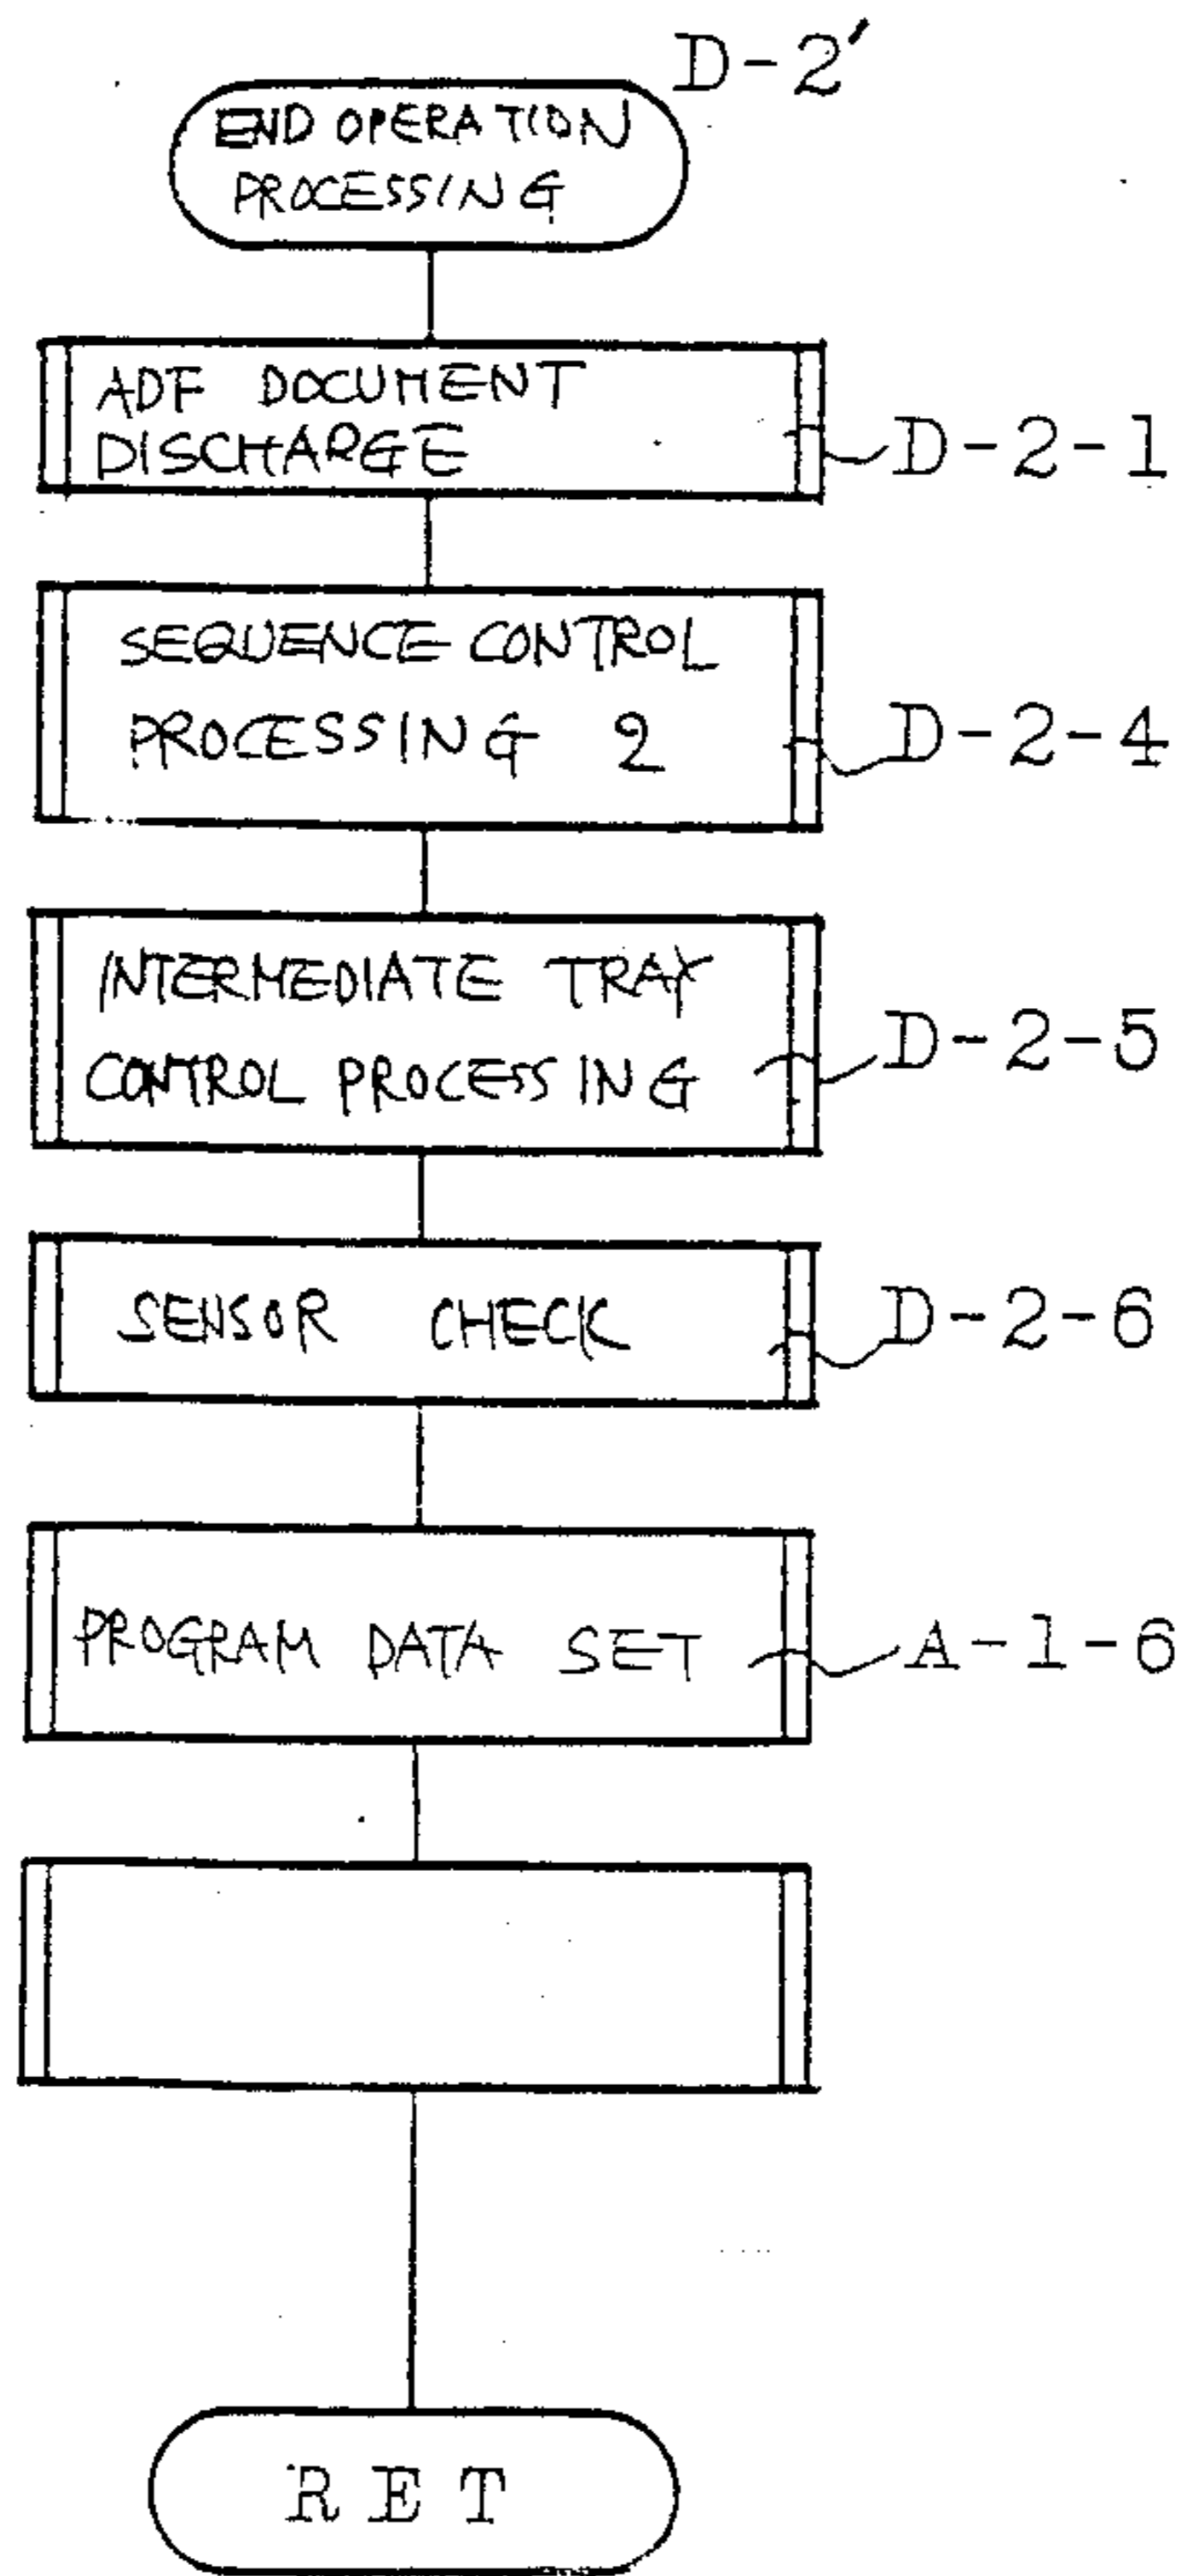 D-2'
END OPERATION
PROCESSING
ADF DOCUMENT
DISCHARGE
D-2-1
SEQUENCE CONTROL
PROCESSING 2
D-2-4
INTERMEDIATE TRAY
CONTROL PROCESSING
D-2-5
SENSOR CHECK
D-2-6
PROGRAM DATA SET
A-1-6
RET